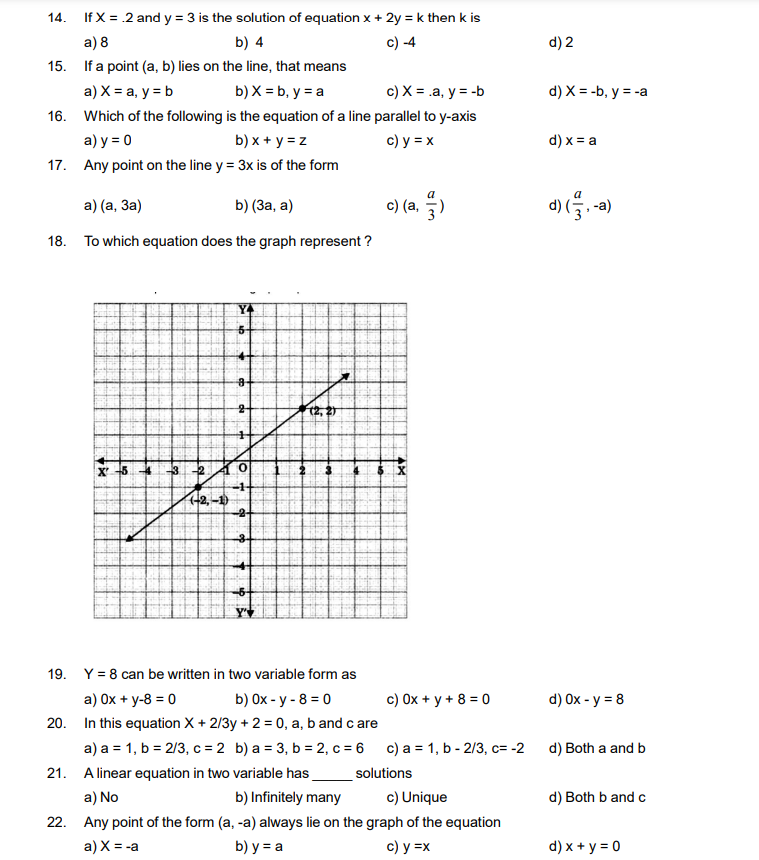 14. If X = .2 and y = 3 is the solution of equation x + 2y = k then k is
a) 8 b) 4 c) -4 d) 2
15. If a point (a, b) lies on the line, that means
a) X = a, y = b b) X = b, y = a c) X = .a, y = -b d) X = -b, y = -a
16. Which of the following is the equation of a line parallel to y-axis
a) y = 0 b) x + y = z c) y = x d) x = a
17. Any point on the line y = 3x is of the form
a) (a, 3a) b) (3a, a) c) (a, a/3) d) (a/3, -a)
18. To which equation does the graph represent ?
Y
5
4
3
2 (2, 2)
1
X' -5 -4 -3 -2 -1 O 1 2 3 4 5 X
-1
(-2, -1)
-2
-3
-4
-5
Y'
19. Y = 8 can be written in two variable form as
a) 0x + y-8 = 0 b) 0x - y - 8 = 0 c) 0x + y + 8 = 0 d) 0x - y = 8
20. In this equation X + 2/3y + 2 = 0, a, b and c are
a) a = 1, b = 2/3, c = 2 b) a = 3, b = 2, c = 6 c) a = 1, b - 2/3, c= -2 d) Both a and b
21. A linear equation in two variable has _____ solutions
a) No b) Infinitely many c) Unique d) Both b and c
22. Any point of the form (a, -a) always lie on the graph of the equation
a) X = -a b) y = a c) y =x d) x + y = 0